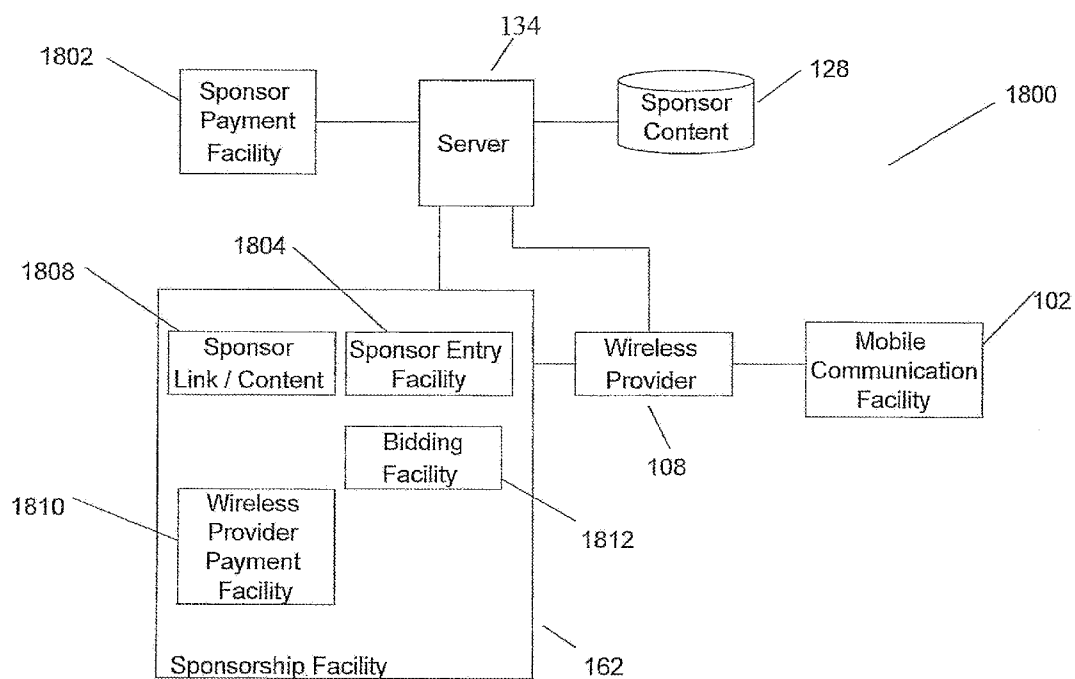 134
1802
Sponsor
Payment
Facility
Server
Sponsor
Content
128
1800
1804
1808
Sponsor
Link / Content
Sponsor Entry
Facility
Wireless
Provider
Mobile
Communication
Facility
102
Bidding
Facility
108
1810
Wireless
Provider
Payment
Facility
1812
Sponsorship Facility
162